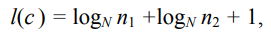 l(c) = log_N n_1 +log_N n_2 + 1,